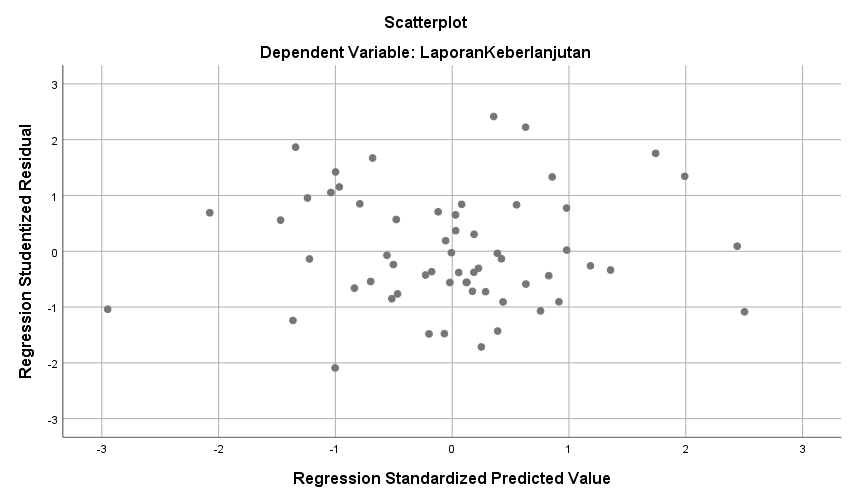 Scatterplot
Dependent Variable: LaporanKeberlanjutan
Regression Studentized Residual
3
2
1
0
-1
-2
-3
-3 -2 -1 0 1 2 3
Regression Standardized Predicted Value